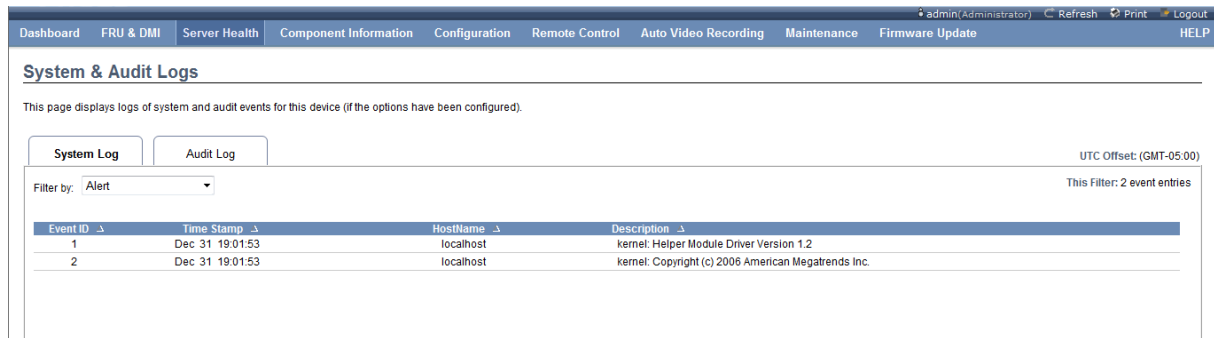 admin(Administrator) Refresh Print Logout
Dashboard FRU & DMI Server Health Component Information Configuration Remote Control Auto Video Recording Maintenance Firmware Update HELP
System & Audit Logs
This page displays logs of system and audit events for this device (if the options have been configured).
System Log Audit Log UTC Offset: (GMT-05:00)
Filter by: Alert This Filter: 2 event entries
Event ID Time Stamp HostName Description
1 Dec 31 19:01:53 localhost kernel: Helper Module Driver Version 1.2
2 Dec 31 19:01:53 localhost kernel: Copyright (c) 2006 American Megatrends Inc.